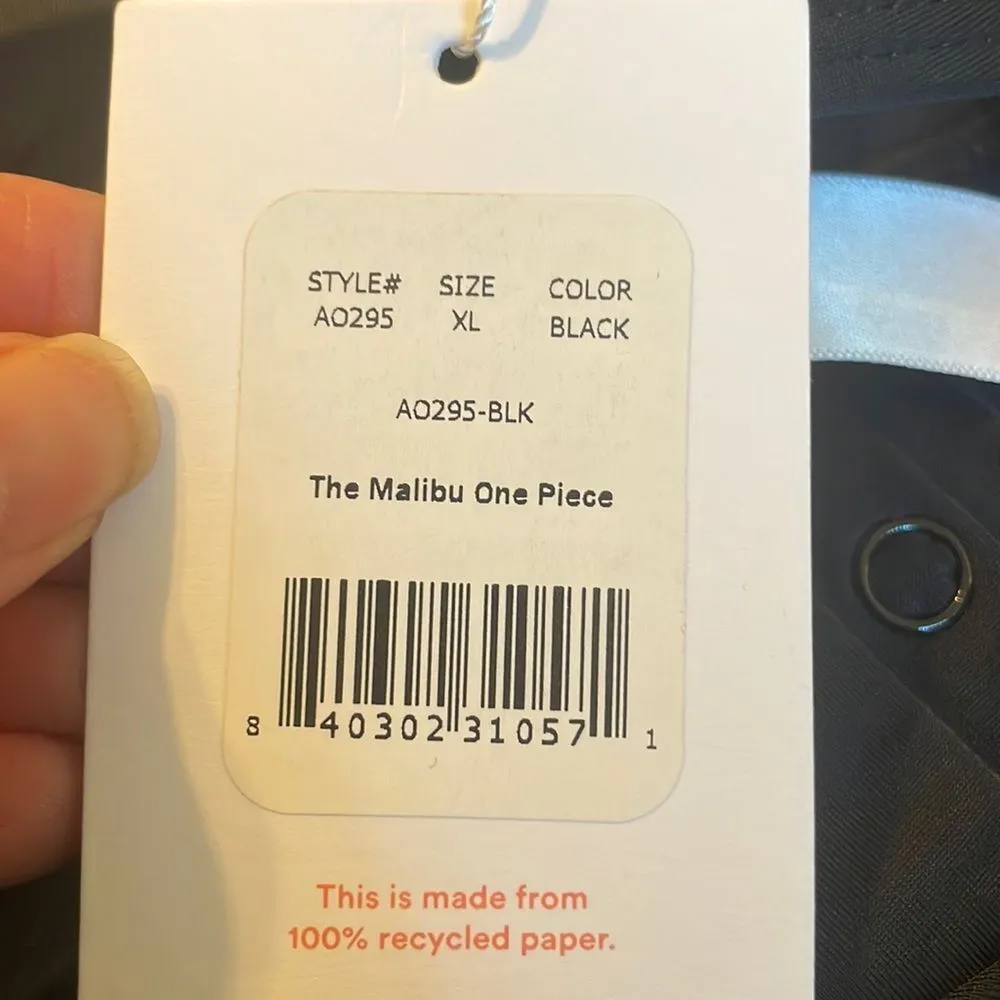 STYLE# SIZE COLOR
AO295 XL BLACK
AO295-BLK
The Malibu One Piece
8 40302 31057 1
This is made from
100% recycled paper.